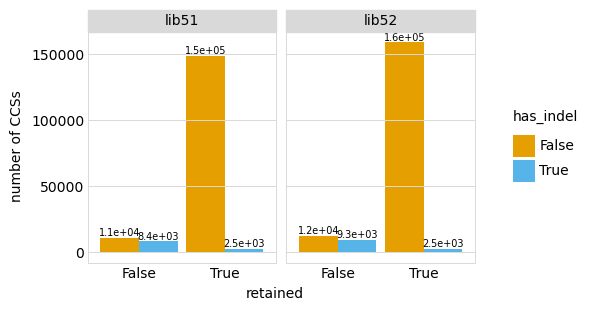 lib51
lib52
number of CCSs
150000
100000
50000
0
1.1e+04
8.4e+03
1.5e+05
2.5e+03
1.2e+04
9.3e+03
1.6e+05
2.5e+03
False
True
False
True
retained
has_indel
False
True